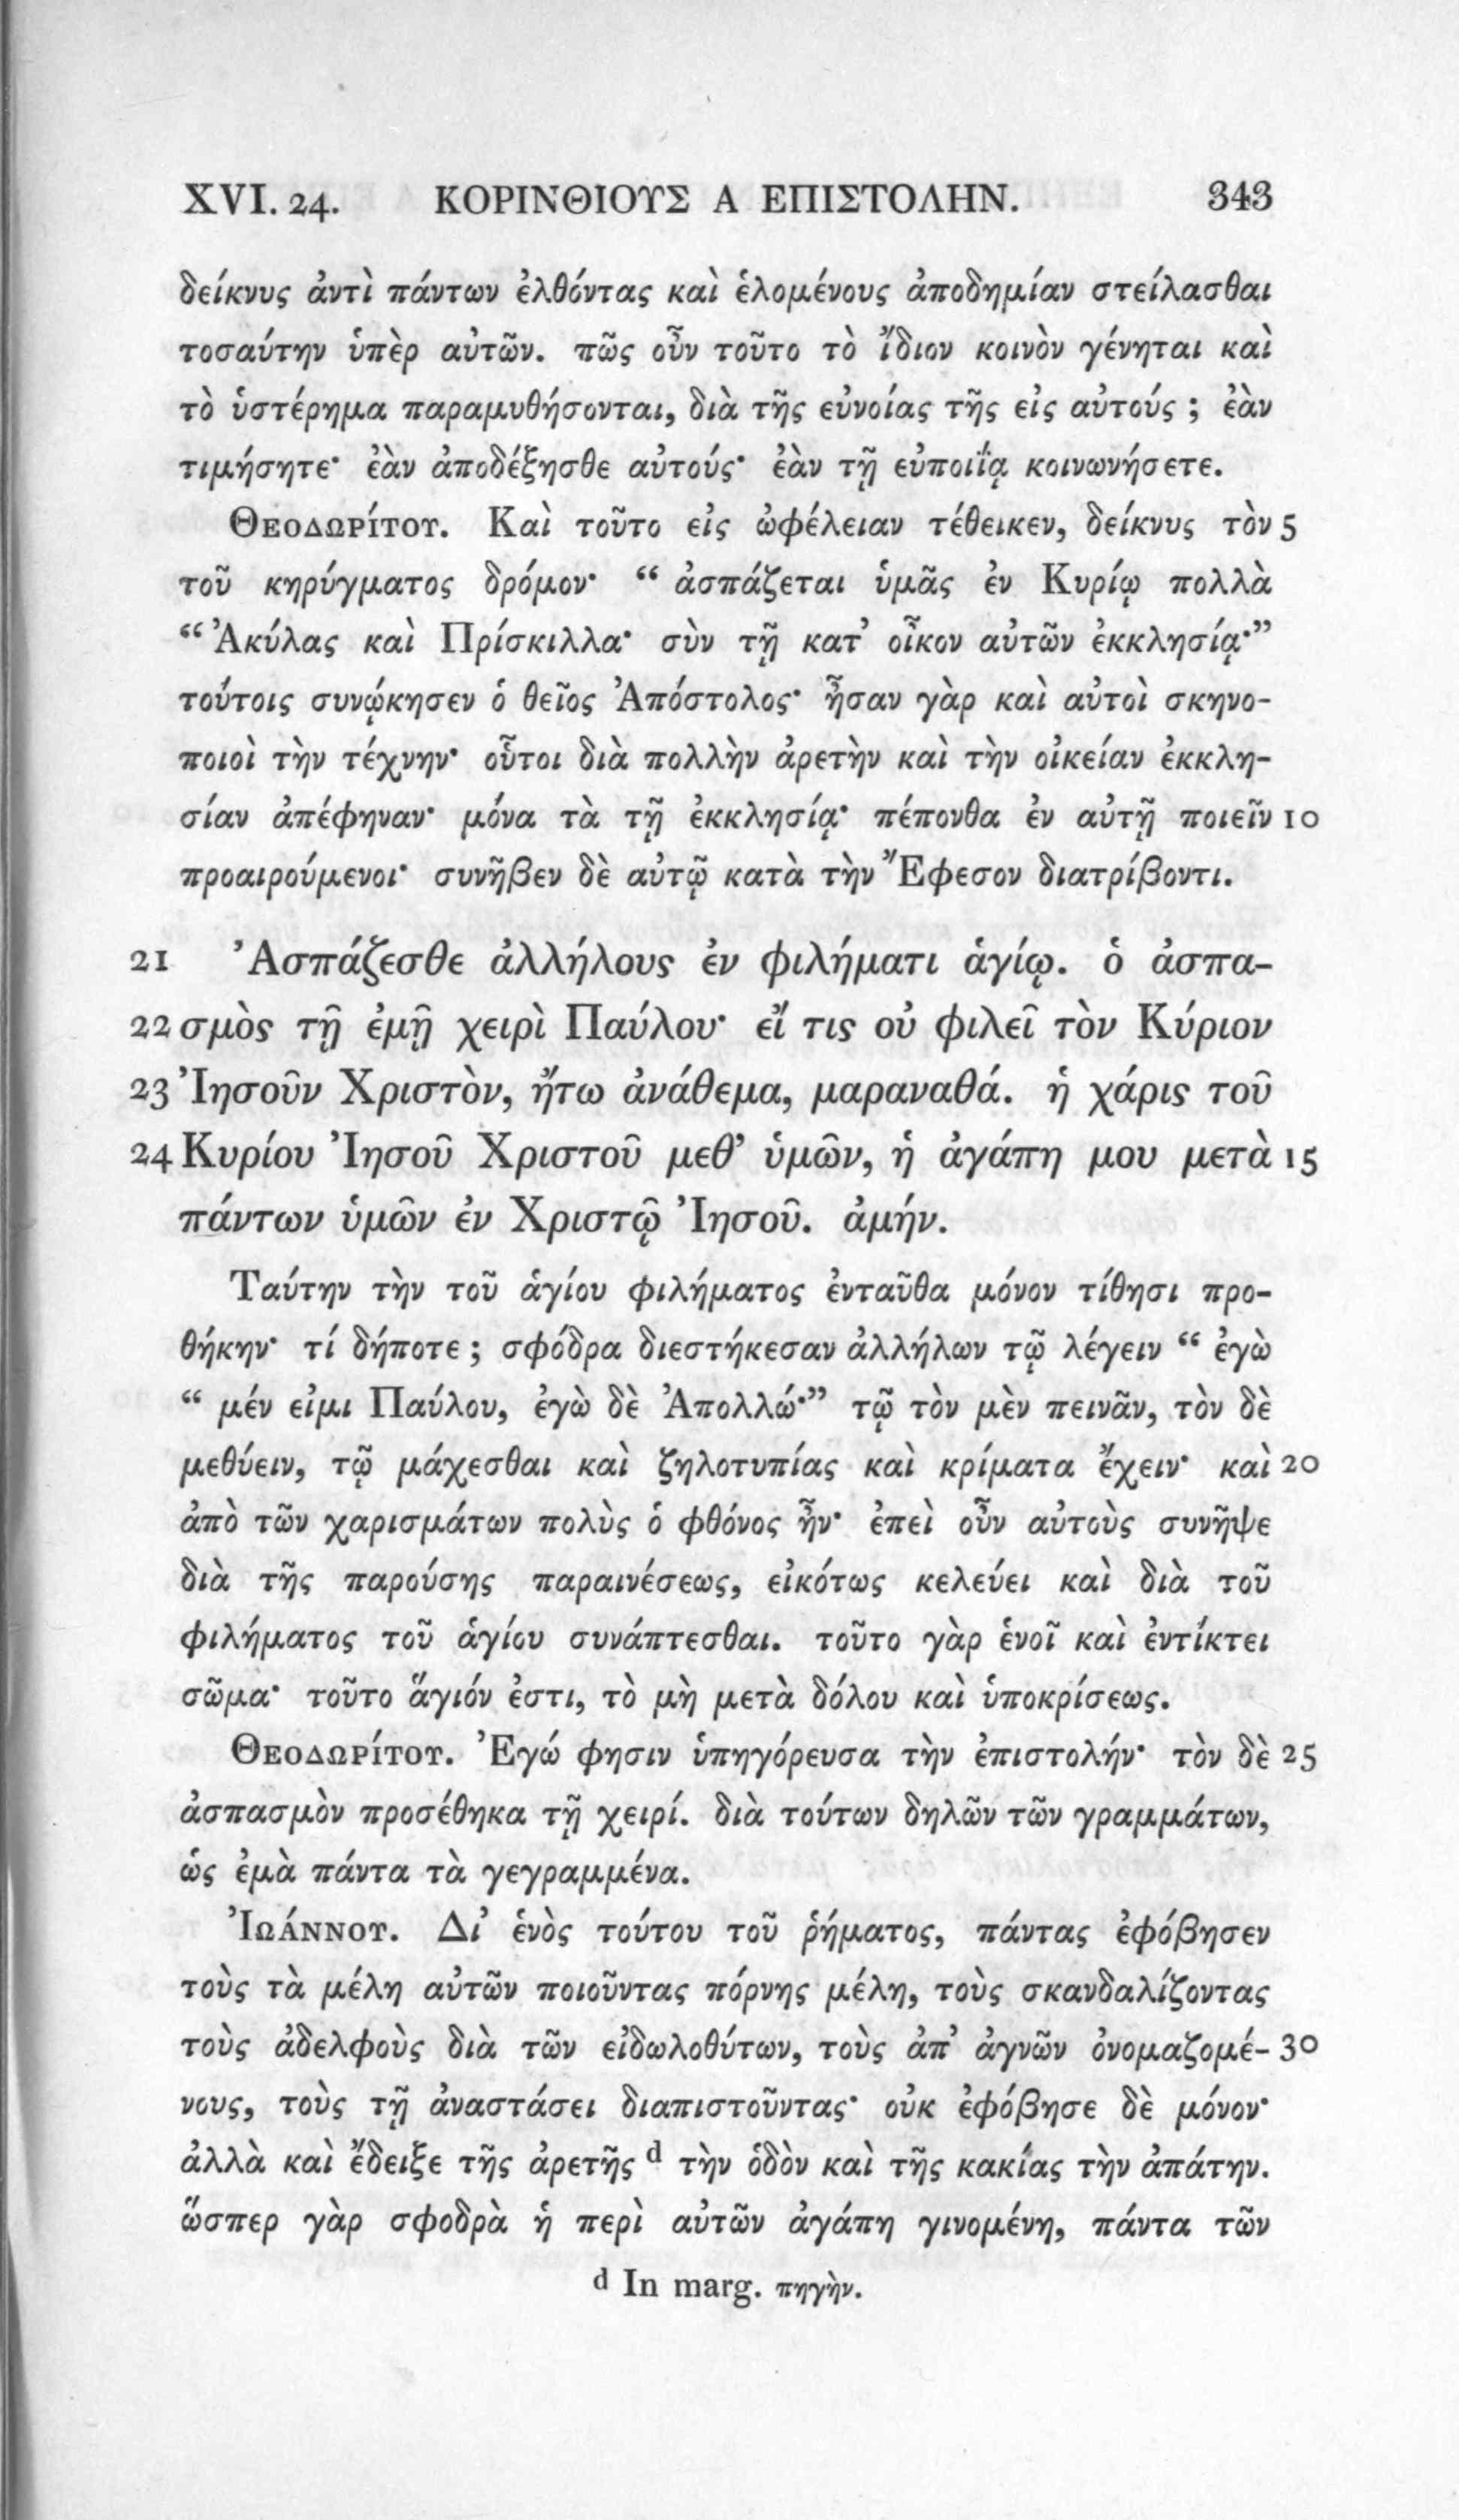 XVI. 24. ΚΟΡΙΝΘΙΟΥΣ Α ΕΠΙΣΤΟΛΗΝ. 343
δείκνυς ἀντὶ πάντων ἐλθόντας καὶ ἑλομένους ἀποδημίαν στείλασθαι
τοσαύτην ὑπὲρ αὐτῶν. πῶς οὖν τοῦτο τὸ ἴδιον κοινὸν γένηται καὶ
τὸ ὑστέρημα παραμυθήσονται, διὰ τῆς εὐνοίας τῆς εἰς αὐτούς ; ἐὰν
τιμήσητε· ἐὰν ἀποδέξησθε αὐτούς· ἐὰν τῇ εὐποιΐᾳ κοινωνήσετε.
ΘΕΟΔΩΡΊΤΟΥ. Καὶ τοῦτο εἰς ὠφέλειαν τέθεικεν, δείκνυς τὸν 5
τοῦ κηρύγματος δρόμον· “ ἀσπάζεται ὑμᾶς ἐν Κυρίῳ πολλὰ
“ Ἀκύλας καὶ Πρίσκιλλα· σὺν τῇ κατ’ οἶκον αὐτῶν ἐκκλησίᾳ·”
τούτοις συνῴκησεν ὁ θεῖος Ἀπόστολος· ἦσαν γὰρ καὶ αὐτοὶ σκηνο-
ποιοὶ τὴν τέχνην· οὗτοι διὰ πολλὴν ἀρετὴν καὶ τὴν οἰκείαν ἐκκλη-
σίαν ἀπέφηναν· μόνα τὰ τῇ ἐκκλησίᾳ· πέπονθα ἐν αὐτῇ ποιεῖν 10
προαιρούμενοι· συνῆβεν δὲ αὐτῷ κατὰ τὴν Ἔφεσον διατρίβοντι.
21 Ἀσπάζεσθε ἀλλήλους ἐν φιλήματι ἁγίῳ. ὁ ἀσπα-
22 σμὸς τῇ ἐμῇ χειρὶ Παύλου· εἴ τις οὐ φιλεῖ τὸν Κύριον
23 Ἰησοῦν Χριστὸν, ἤτω ἀνάθεμα, μαραναθά. ἡ χάρις τοῦ
24 Κυρίου Ἰησοῦ Χριστοῦ μεθ’ ὑμῶν, ἡ ἀγάπη μου μετὰ 15
πάντων ὑμῶν ἐν Χριστῷ Ἰησοῦ. ἀμήν.
Ταύτην τὴν τοῦ ἁγίου φιλήματος ἐνταῦθα μόνον τίθησι προ-
θήκην· τί δήποτε ; σφόδρα διεστήκεσαν ἀλλήλων τῷ λέγειν “ ἐγὼ
“ μέν εἰμι Παύλου, ἐγὼ δὲ Ἀπολλώ·” τῷ τὸν μὲν πεινᾶν, τὸν δὲ
μεθύειν, τῷ μάχεσθαι καὶ ζηλοτυπίας καὶ κρίματα ἔχειν· καὶ 20
ἀπὸ τῶν χαρισμάτων πολὺς ὁ φθόνος ἦν· ἐπεὶ οὖν αὐτοὺς συνῆψε
διὰ τῆς παρούσης παραινέσεως, εἰκότως κελεύει καὶ διὰ τοῦ
φιλήματος τοῦ ἁγίου συνάπτεσθαι. τοῦτο γὰρ ἑνοῖ καὶ ἐντίκτει
σῶμα· τοῦτο ἅγιόν ἐστι, τὸ μὴ μετὰ δόλου καὶ ὑποκρίσεως.
ΘΕΟΔΩΡΊΤΟΥ. Ἐγώ φησιν ὑπηγόρευσα τὴν ἐπιστολήν· τὸν δὲ 25
ἀσπασμὸν προσέθηκα τῇ χειρί. διὰ τούτων δηλῶν τῶν γραμμάτων,
ὡς ἐμὰ πάντα τὰ γεγραμμένα.
ἸΩΆΝΝΟΥ. Δι’ ἑνὸς τούτου τοῦ ῥήματος, πάντας ἐφόβησεν
τοὺς τὰ μέλη αὐτῶν ποιοῦντας πόρνης μέλη, τοὺς σκανδαλίζοντας
τοὺς ἀδελφοὺς διὰ τῶν εἰδωλοθύτων, τοὺς ἀπ’ ἁγνῶν ὀνομαζομέ- 30
νους, τοὺς τῇ ἀναστάσει διαπιστοῦντας· οὐκ ἐφόβησε δὲ μόνον·
ἀλλὰ καὶ ἔδειξε τῆς ἀρετῆς d τὴν ὁδὸν καὶ τῆς κακίας τὴν ἀπάτην.
ὥσπερ γὰρ σφοδρὰ ἡ περὶ αὐτῶν ἀγάπη γινομένη, πάντα τῶν
d In marg. πηγὴν.